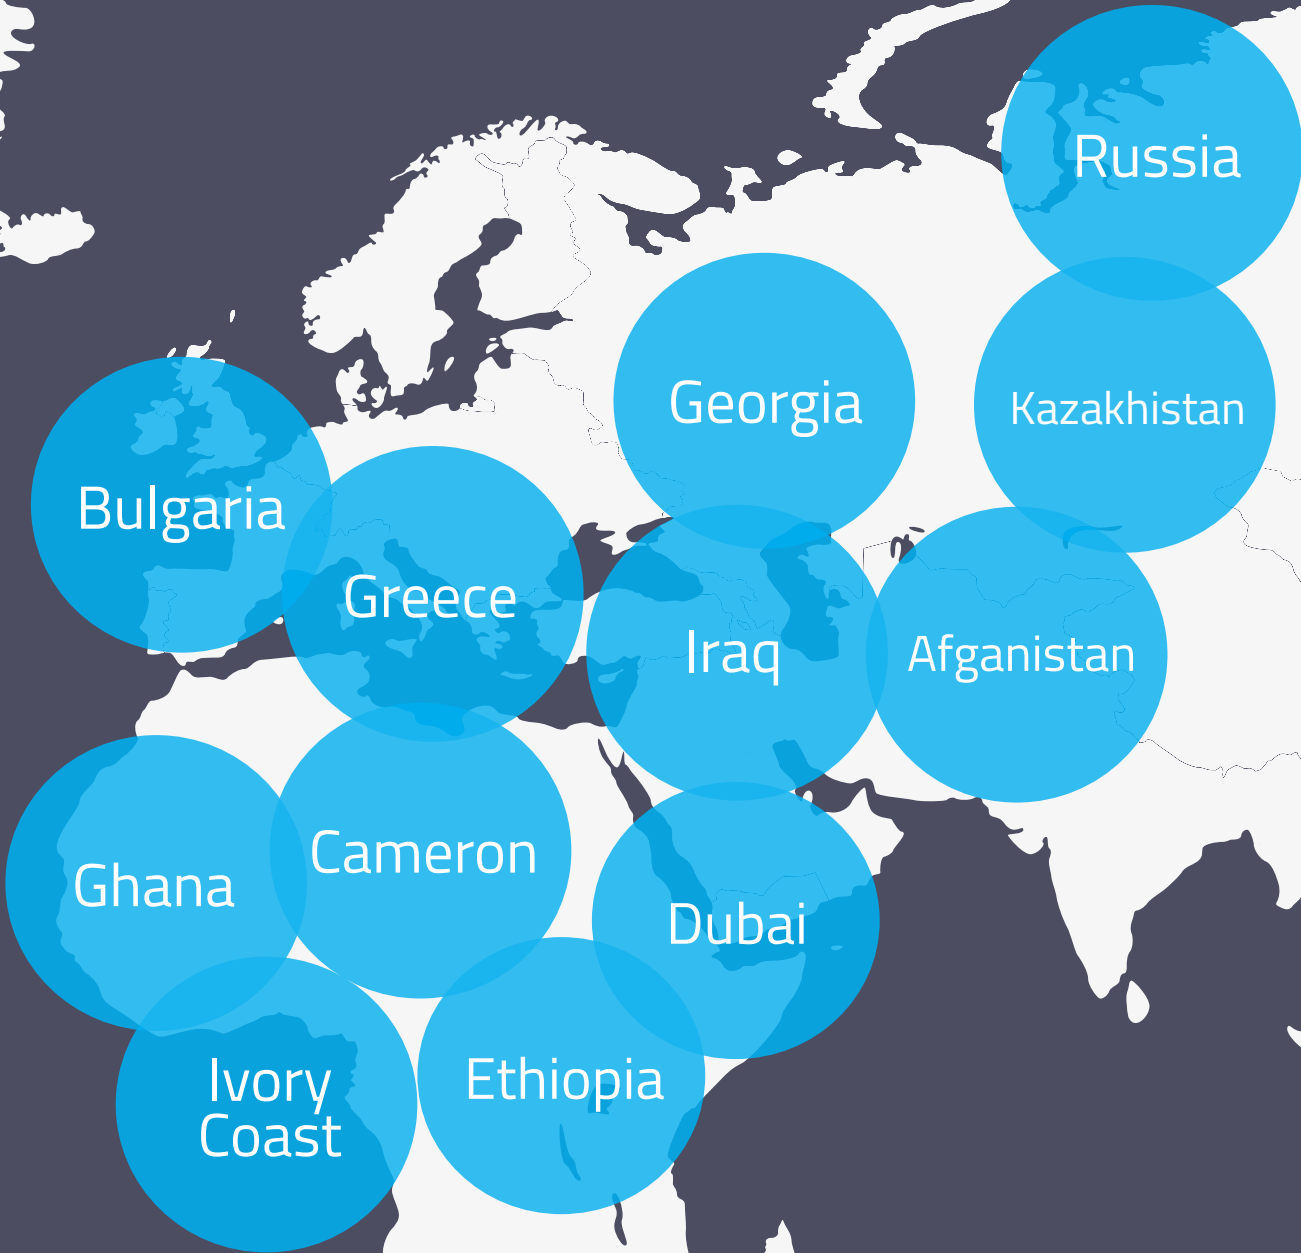 Russia
Georgia
Kazakhistan
Bulgaria
Greece
Iraq
Afganistan
Cameron
Ghana
Dubai
Ivory
Coast
Ethiopia